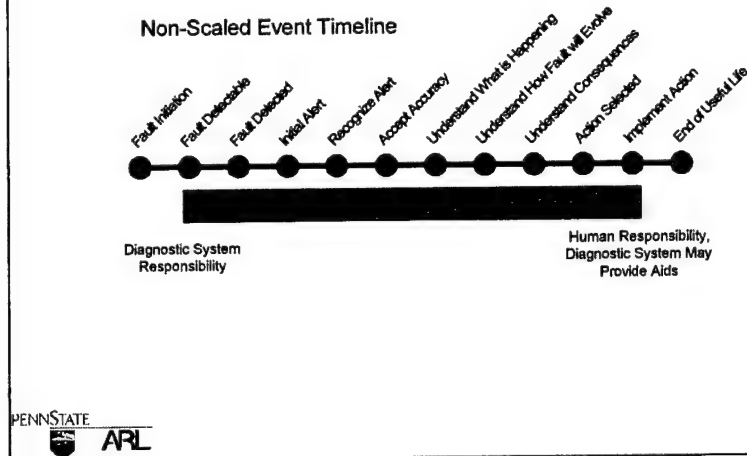 Non-Scaled Event Timeline
Fault Initiation
Fault Detectable
Fault Detected
Initial Alert
Recognize Alert
Accept Accuracy
Understand What is Happening
Understand How Fault will Evolve
Understand Consequences
Action Selected
Implement Action
End of Useful Life
Diagnostic System
Responsibility
Human Responsibility,
Diagnostic System May
Provide Aids
PENNSTATE
ARL